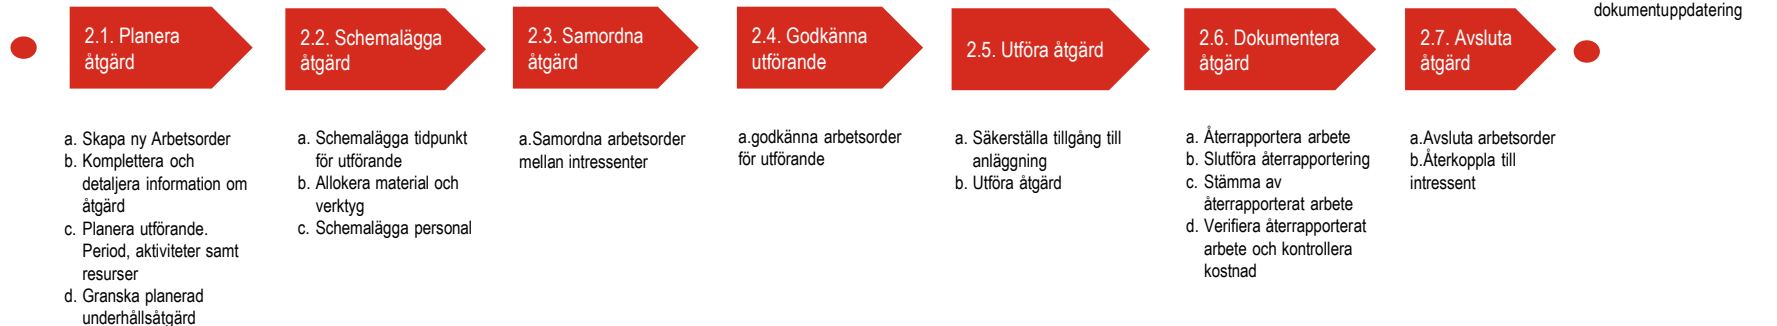 dokumentuppdatering
2.1. Planera
åtgärd
2.2. Schemalägga
åtgärd
2.3. Samordna
åtgärd
2.4. Godkänna
utförande
2.5. Utföra åtgärd
2.6. Dokumentera
åtgärd
2.7. Avsluta
åtgärd
a. Skapa ny Arbetsorder
b. Komplettera och
detaljera information om
åtgärd
c. Planera utförande.
Period, aktiviteter samt
resurser
d. Granska planerad
underhållsåtgärd
a. Schemalägga tidpunkt
för utförande
b. Allokera material och
verktyg
c. Schemalägga personal
a.Samordna arbetsorder
mellan intressenter
a.godkänna arbetsorder
för utförande
a. Säkerställa tillgång till
anläggning
b. Utföra åtgärd
a. Återrapportera arbete
b. Slutföra återrapportering
c. Stämma av
återrapporterat arbete
d. Verifiera återrapporterat
arbete och kontrollera
kostnad
a.Avsluta arbetsorder
b.Återkoppla till
intressent